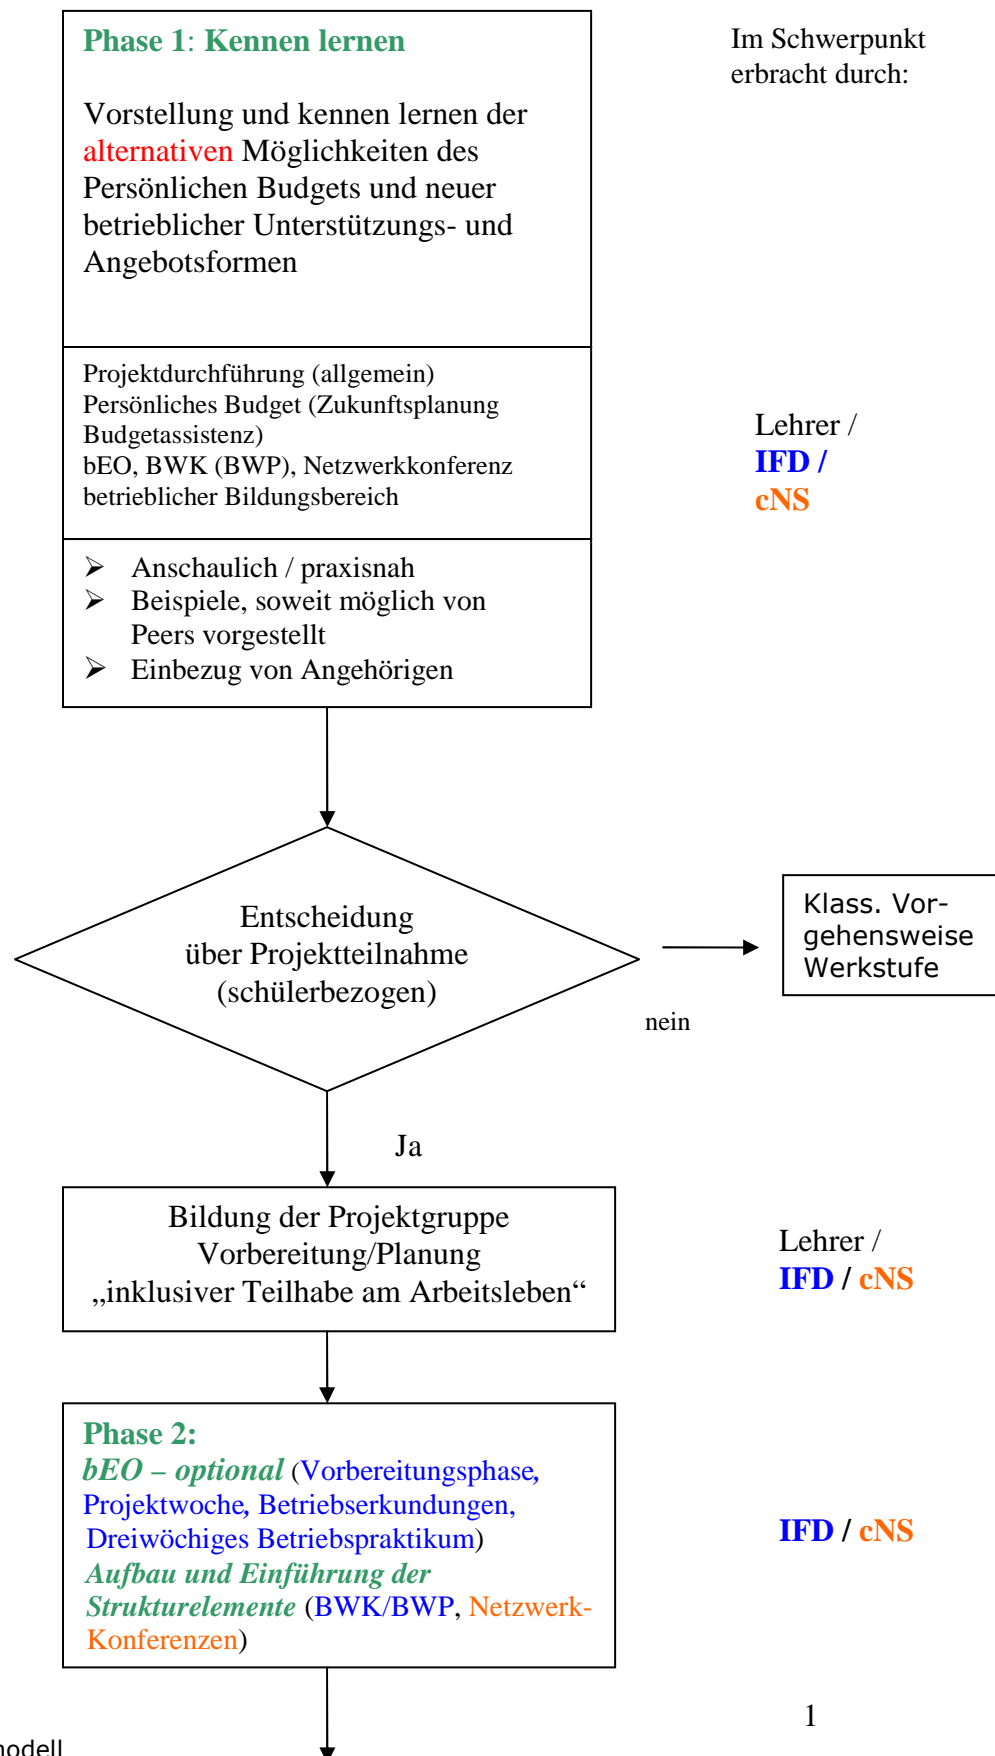 Phase 1: Kennen lernen
Im Schwerpunkt
erbracht durch:
Vorstellung und kennen lernen der
alternativen Möglichkeiten des
Persönlichen Budgets und neuer
betrieblicher Unterstützungs- und
Angebotsformen
Projektdurchführung (allgemein)
Persönliches Budget (Zukunftsplanung
Budgetassistenz)
bEO, BWK (BWP), Netzwerkkonferenz
betrieblicher Bildungsbereich
Lehrer /
IFD /
cNS
➢ Anschaulich / praxisnah
➢ Beispiele, soweit möglich von
Peers vorgestellt
➢ Einbezug von Angehörigen
Entscheidung
über Projektteilnahme
(schülerbezogen)
nein
Klass. Vor-
gehensweise
Werkstufe
Ja
Bildung der Projektgruppe
Vorbereitung/Planung
„inklusiver Teilhabe am Arbeitsleben“
Lehrer /
IFD / cNS
Phase 2:
bEO – optional (Vorbereitungsphase,
Projektwoche, Betriebserkundungen,
Dreiwöchiges Betriebspraktikum)
Aufbau und Einführung der
Strukturelemente (BWK/BWP, Netzwerk-
Konferenzen)
IFD / cNS
1